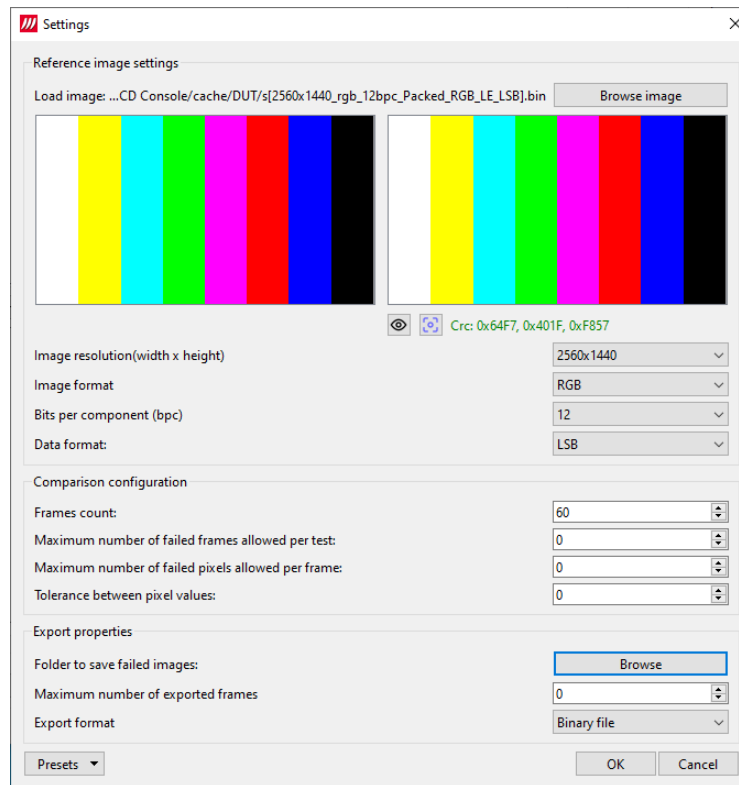 Settings
Reference image settings
Load image: ...CD Console/cache/DUT/s[2560x1440_rgb_12bpc_Packed_RGB_LE_LSB].bin Browse image
Crc: 0x64F7, 0x401F, 0xF857
Image resolution(width x height) 2560x1440
Image format RGB
Bits per component (bpc) 12
Data format: LSB
Comparison configuration
Frames count: 60
Maximum number of failed frames allowed per test: 0
Maximum number of failed pixels allowed per frame: 0
Tolerance between pixel values: 0
Export properties
Folder to save failed images: Browse
Maximum number of exported frames 0
Export format Binary file
Presets OK Cancel